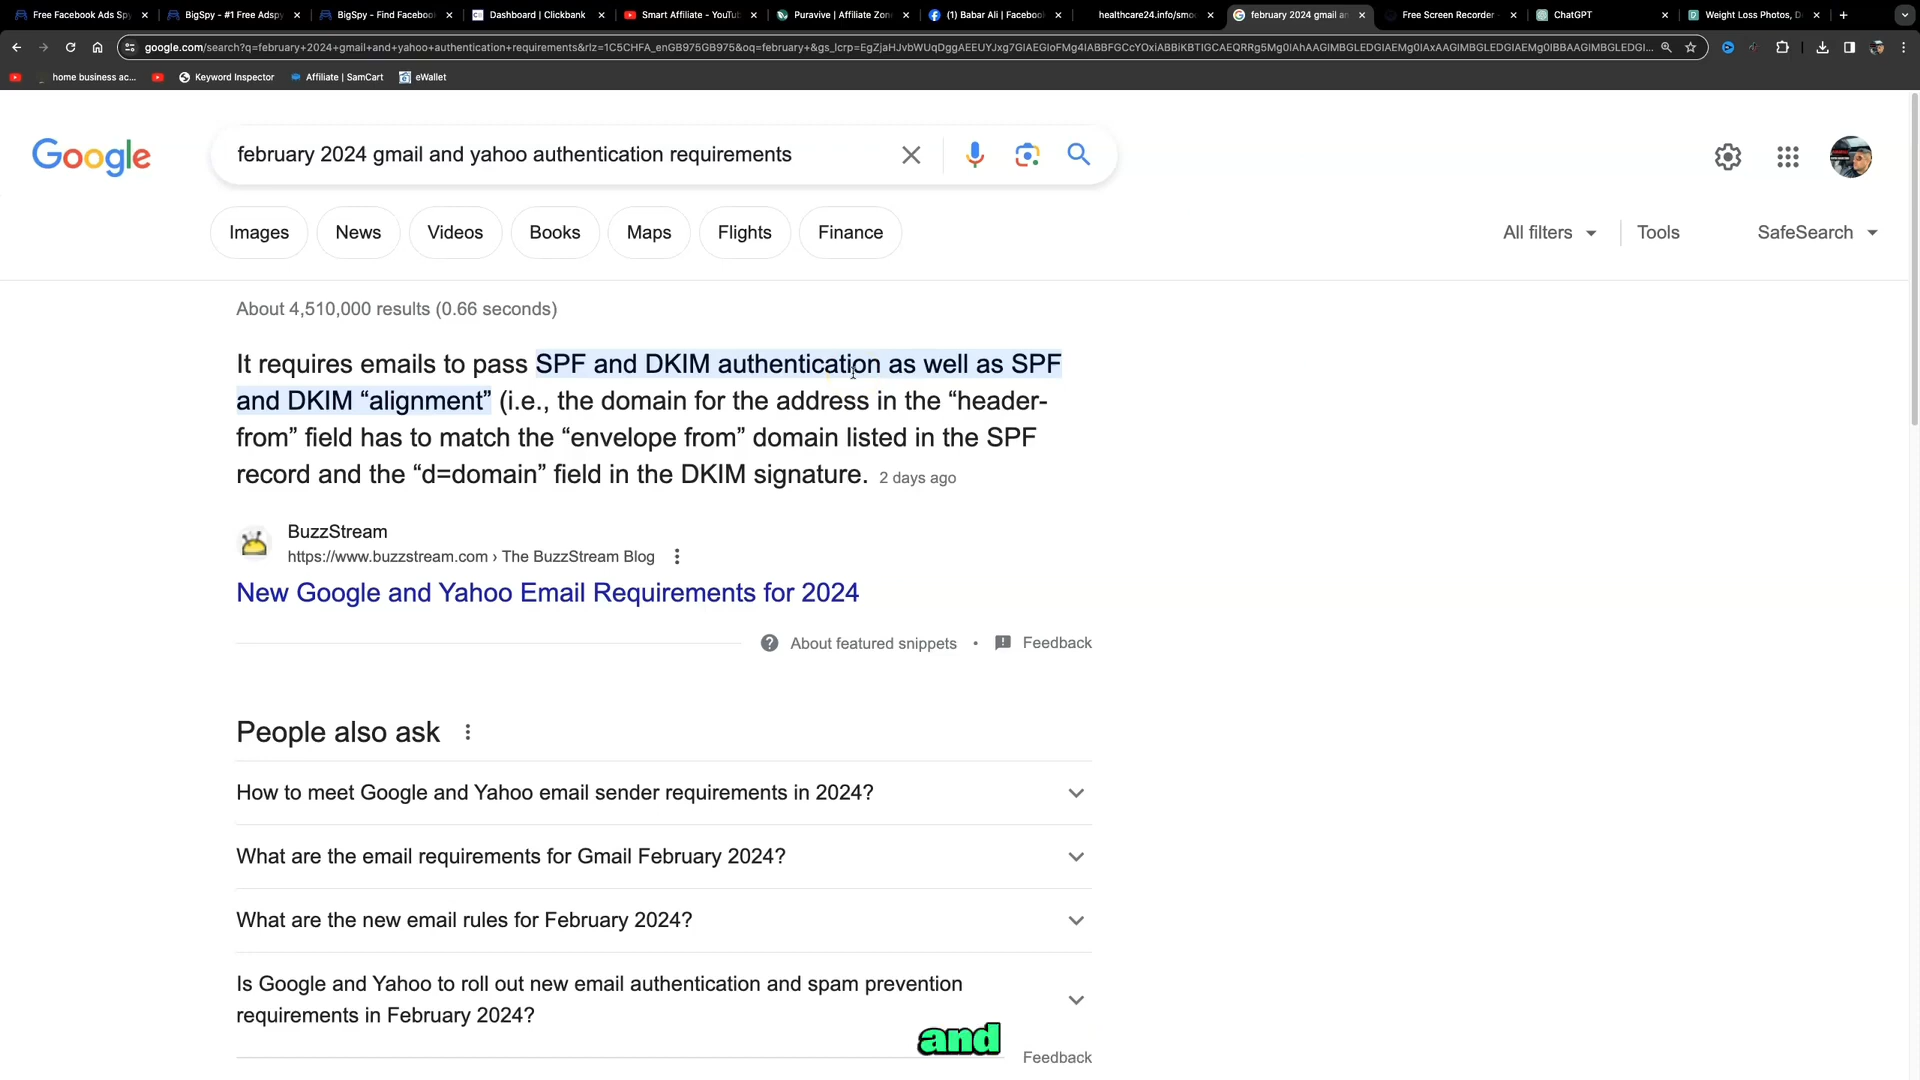 Free Facebook Ads Spy
BigSpy - #1 Free Adspy
BigSpy - Find Facebook
Dashboard | Clickbank
Smart Affiliate - YouTub
Puravive | Affiliate Zone
(1) Babar Ali | Facebook
healthcare24.info/smoo
february 2024 gmail an
Free Screen Recorder
ChatGPT
Weight Loss Photos, D
home business ac...
Keyword Inspector
Affiliate | SamCart
eWallet
Google
february 2024 gmail and yahoo authentication requirements
Images
News
Videos
Books
Maps
Flights
Finance
All filters
Tools
SafeSearch
About 4,510,000 results (0.66 seconds)
It requires emails to pass SPF and DKIM authentication as well as SPF
and DKIM “alignment” (i.e., the domain for the address in the “header-
from” field has to match the “envelope from” domain listed in the SPF
record and the “d=domain” field in the DKIM signature. 2 days ago
BuzzStream
https://www.buzzstream.com › The BuzzStream Blog
New Google and Yahoo Email Requirements for 2024
About featured snippets • Feedback
People also ask
How to meet Google and Yahoo email sender requirements in 2024?
What are the email requirements for Gmail February 2024?
What are the new email rules for February 2024?
Is Google and Yahoo to roll out new email authentication and spam prevention
requirements in February 2024?
and
Feedback